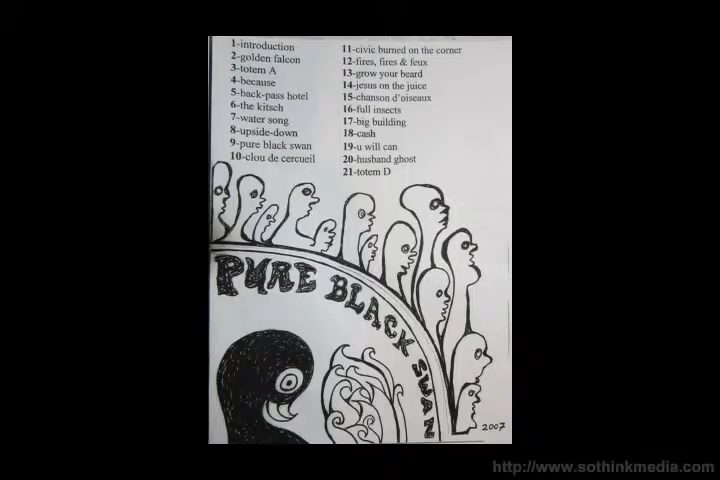 1-introduction
2-golden falcon
3-totem A
4-because
5-back-pass hotel
6-the kitsch
7-water song
8-upside-down
9-pure black swan
10-clou de cercueil
11-civic burned on the corner
12-fires, fires & feux
13-grow your beard
14-jesus on the juice
15-chanson d'oiseaux
16-full insects
17-big building
18-cash
19-u will can
20-husband ghost
21-totem D
PURE BLACK SWAN
2007
http://www.sothinkmedia.com